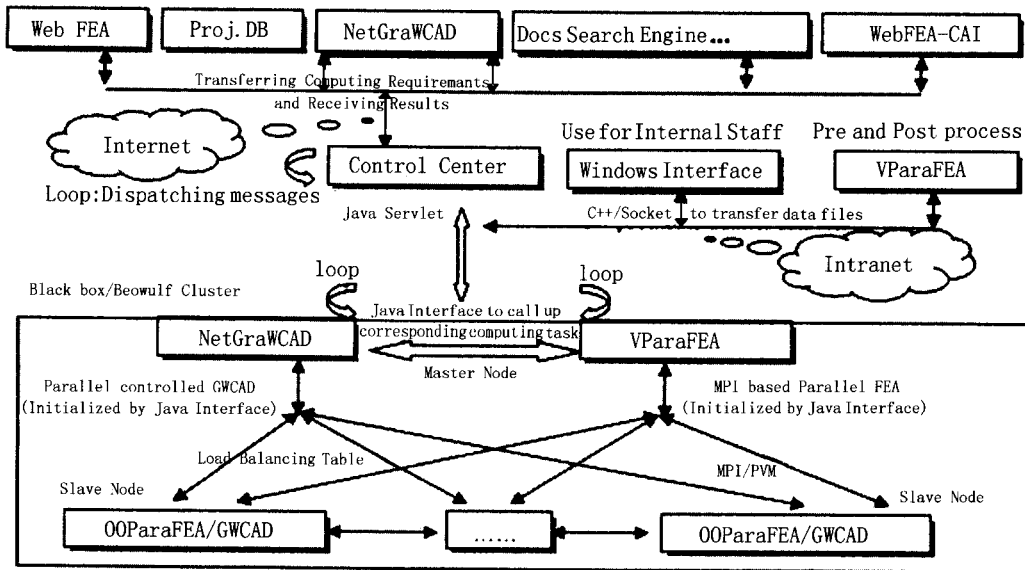 Web FEA
Proj.DB
NetGraWCAD
Docs Search Engine...
WebFEA-CAI
Transferring Computing Requiremants
and Receiving Results
Internet
Use for Internal Staff
Pre and Post process
Control Center
Windows Interface
VParaFEA
Loop:Dispatching messages
Java Servlet
C++/Socket to transfer data files
Intranet
loop
loop
Black box/Beowulf Cluster
Java Interface to call up
corresponding computing task
NetGraWCAD
VParaFEA
Master Node
Parallel controlled GWCAD
(Initialized by Java Interface)
MPI based Parallel FEA
(Initialized by Java Interface)
Load Balancing Table
MPI/PVM
Slave Node
Slave Node
OOParaFEA/GWCAD
......
OOParaFEA/GWCAD